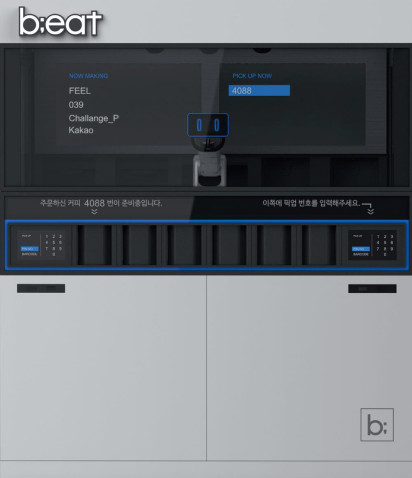 b;eat
NOW MAKING
FEEL
039
Challange_P
Kakao
PICK UP NOW
4088
주문하신 커피 4088 번이 준비중입니다.
이쪽에 픽업 번호를 입력해주세요.
1 2 3
4 5 6
7 8 9
BARCODE 0
1 2 3
4 5 6
7 8 9
BARCODE 0
b;